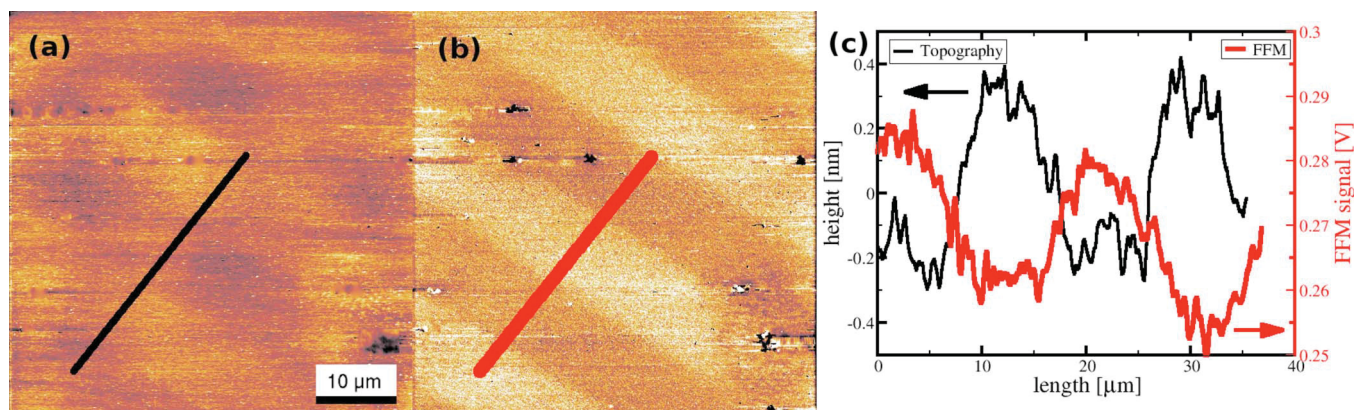 (a)
10 μm
(b)
(c)
Topography
FFM
height [nm]
0.4
0.2
0
-0.2
-0.4
0.3
0.29
0.28
0.27
0.26
0.25
FFM signal [V]
0 10 20 30 40
length [μm]